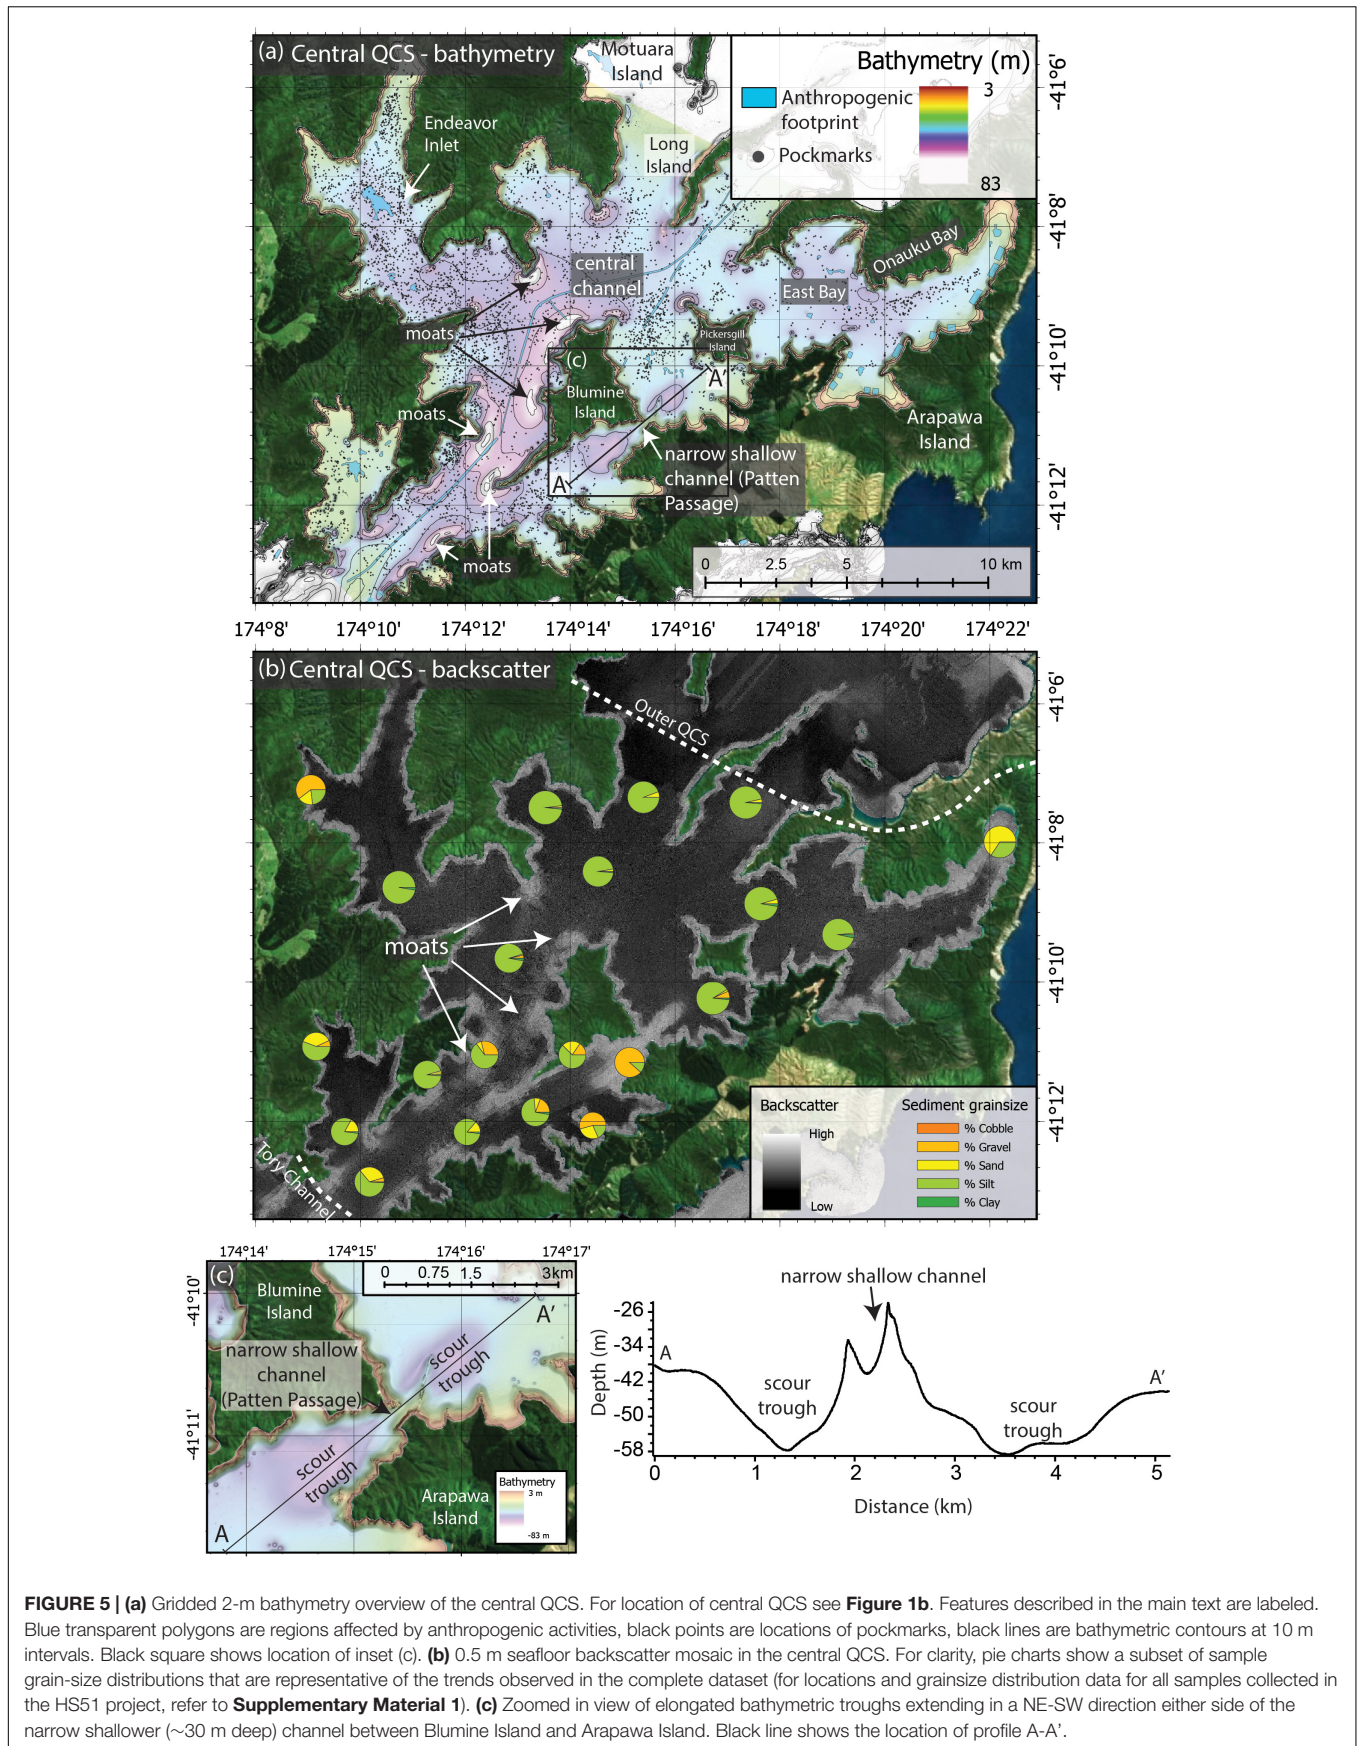 (a) Central QCS - bathymetry
Motuara
Island
Bathymetry (m)
Anthropogenic
footprint
Pockmarks
3
83
Endeavor
Inlet
Long
Island
Onauku Bay
central
channel
East Bay
moats
Pickersgill
Island
(c)
A'
Blumine
Island
moats
Arapawa
Island
narrow shallow
channel (Patten
Passage)
A
moats
0 2.5 5 10 km
-41°6'
-41°8'
-41°10'
-41°12'
174°8' 174°10' 174°12' 174°14' 174°16' 174°18' 174°20' 174°22'
(b) Central QCS - backscatter
Outer QCS
moats
Tory Channel
Backscatter
High
Low
Sediment grainsize
% Cobble
% Gravel
% Sand
% Silt
% Clay
-41°6'
-41°8'
-41°10'
-41°12'
174°14' 174°15' 174°16' 174°17'
(c)
0 0.75 1.5 3km
Blumine
Island
A'
narrow shallow
channel
(Patten Passage)
scour
trough
scour
trough
Arapawa
Island
A
Bathymetry
3 m
-83 m
-41°10'
-41°11'
narrow shallow channel
Depth (m)
-26
-34
-42
-50
-58
A
scour
trough
scour
trough
A'
0 1 2 3 4 5
Distance (km)
FIGURE 5 | (a) Gridded 2-m bathymetry overview of the central QCS. For location of central QCS see Figure 1b. Features described in the main text are labeled.
Blue transparent polygons are regions affected by anthropogenic activities, black points are locations of pockmarks, black lines are bathymetric contours at 10 m
intervals. Black square shows location of inset (c). (b) 0.5 m seafloor backscatter mosaic in the central QCS. For clarity, pie charts show a subset of sample
grain-size distributions that are representative of the trends observed in the complete dataset (for locations and grainsize distribution data for all samples collected in
the HS51 project, refer to Supplementary Material 1). (c) Zoomed in view of elongated bathymetric troughs extending in a NE-SW direction either side of the
narrow shallower (∼30 m deep) channel between Blumine Island and Arapawa Island. Black line shows the location of profile A-A'.